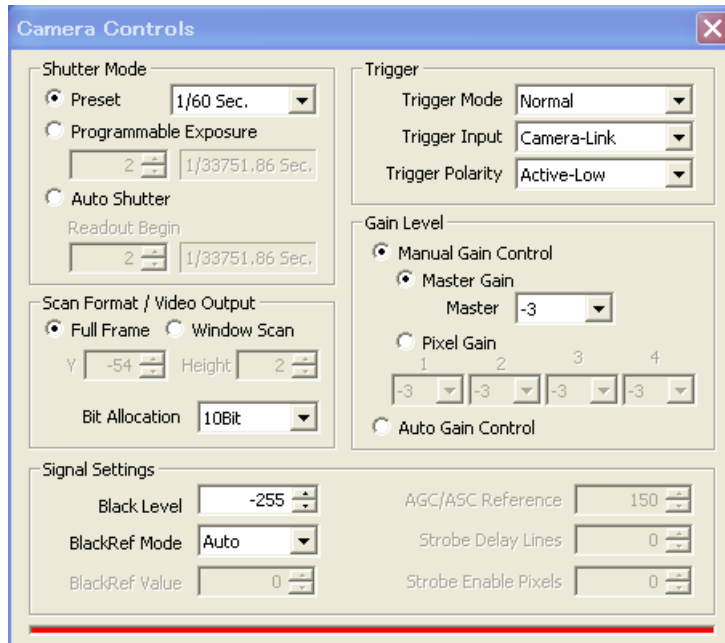 Camera Controls
Shutter Mode
Preset 1/60 Sec.
Programmable Exposure
2 1/33751.86 Sec.
Auto Shutter
Readout Begin
2 1/33751.86 Sec.
Scan Format / Video Output
Full Frame Window Scan
Y -54 Height 2
Bit Allocation 10Bit
Trigger
Trigger Mode Normal
Trigger Input Camera-Link
Trigger Polarity Active-Low
Gain Level
Manual Gain Control
Master Gain
Master -3
Pixel Gain
1 2 3 4
-3 -3 -3 -3
Auto Gain Control
Signal Settings
Black Level -255
BlackRef Mode Auto
BlackRef Value 0
AGC/ASC Reference 150
Strobe Delay Lines 0
Strobe Enable Pixels 0